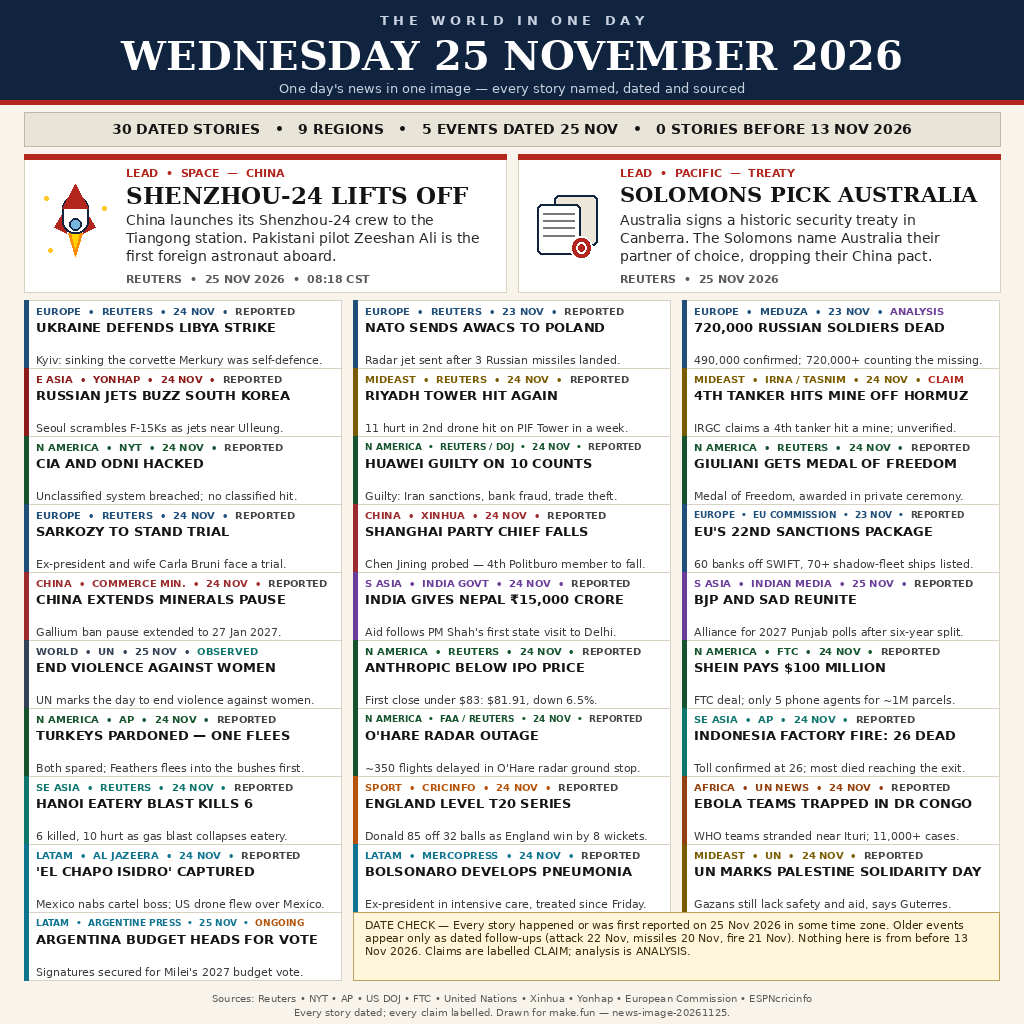 THE WORLD IN ONE DAY
WEDNESDAY 25 NOVEMBER 2026
One day's news in one image — every story named, dated and sourced
30 DATED STORIES • 9 REGIONS • 5 EVENTS DATED 25 NOV • 0 STORIES BEFORE 13 NOV 2026
LEAD • SPACE — CHINA
SHENZHOU-24 LIFTS OFF
China launches its Shenzhou-24 crew to the
Tiangong station. Pakistani pilot Zeeshan Ali is the
first foreign astronaut aboard.
REUTERS • 25 NOV 2026 • 08:18 CST
LEAD • PACIFIC — TREATY
SOLOMONS PICK AUSTRALIA
Australia signs a historic security treaty in
Canberra. The Solomons name Australia their
partner of choice, dropping their China pact.
REUTERS • 25 NOV 2026
EUROPE • REUTERS • 24 NOV • REPORTED
UKRAINE DEFENDS LIBYA STRIKE
Kyiv: sinking the corvette Merkury was self-defence.
EUROPE • REUTERS • 23 NOV • REPORTED
NATO SENDS AWACS TO POLAND
Radar jet sent after 3 Russian missiles landed.
EUROPE • MEDUZA • 23 NOV • ANALYSIS
720,000 RUSSIAN SOLDIERS DEAD
490,000 confirmed; 720,000+ counting the missing.
E ASIA • YONHAP • 24 NOV • REPORTED
RUSSIAN JETS BUZZ SOUTH KOREA
Seoul scrambles F-15Ks as jets near Ulleung.
MIDEAST • REUTERS • 24 NOV • REPORTED
RIYADH TOWER HIT AGAIN
11 hurt in 2nd drone hit on PIF Tower in a week.
MIDEAST • IRNA / TASNIM • 24 NOV • CLAIM
4TH TANKER HITS MINE OFF HORMUZ
IRGC claims a 4th tanker hit a mine; unverified.
N AMERICA • NYT • 24 NOV • REPORTED
CIA AND ODNI HACKED
Unclassified system breached; no classified hit.
N AMERICA • REUTERS / DOJ • 24 NOV • REPORTED
HUAWEI GUILTY ON 10 COUNTS
Guilty: Iran sanctions, bank fraud, trade theft.
N AMERICA • REUTERS • 24 NOV • REPORTED
GIULIANI GETS MEDAL OF FREEDOM
Medal of Freedom, awarded in private ceremony.
EUROPE • REUTERS • 24 NOV • REPORTED
SARKOZY TO STAND TRIAL
Ex-president and wife Carla Bruni face a trial.
CHINA • XINHUA • 24 NOV • REPORTED
SHANGHAI PARTY CHIEF FALLS
Chen Jining probed — 4th Politburo member to fall.
EUROPE • EU COMMISSION • 23 NOV • REPORTED
EU'S 22ND SANCTIONS PACKAGE
60 banks off SWIFT, 70+ shadow-fleet ships listed.
CHINA • COMMERCE MIN. • 24 NOV • REPORTED
CHINA EXTENDS MINERALS PAUSE
Gallium ban pause extended to 27 Jan 2027.
S ASIA • INDIA GOVT • 24 NOV • REPORTED
INDIA GIVES NEPAL ₹15,000 CRORE
Aid follows PM Shah's first state visit to Delhi.
S ASIA • INDIAN MEDIA • 25 NOV • REPORTED
BJP AND SAD REUNITE
Alliance for 2027 Punjab polls after six-year split.
WORLD • UN • 25 NOV • OBSERVED
END VIOLENCE AGAINST WOMEN
UN marks the day to end violence against women.
N AMERICA • REUTERS • 24 NOV • REPORTED
ANTHROPIC BELOW IPO PRICE
First close under $83: $81.91, down 6.5%.
N AMERICA • FTC • 24 NOV • REPORTED
SHEIN PAYS $100 MILLION
FTC deal; only 5 phone agents for ~1M parcels.
N AMERICA • AP • 24 NOV • REPORTED
TURKEYS PARDONED — ONE FLEES
Both spared; Feathers flees into the bushes first.
N AMERICA • FAA / REUTERS • 24 NOV • REPORTED
O'HARE RADAR OUTAGE
~350 flights delayed in O'Hare radar ground stop.
SE ASIA • AP • 24 NOV • REPORTED
INDONESIA FACTORY FIRE: 26 DEAD
Toll confirmed at 26; most died reaching the exit.
SE ASIA • REUTERS • 24 NOV • REPORTED
HANOI EATERY BLAST KILLS 6
6 killed, 10 hurt as gas blast collapses eatery.
SPORT • CRICINFO • 24 NOV • REPORTED
ENGLAND LEVEL T20 SERIES
Donald 85 off 32 balls as England win by 8 wickets.
AFRICA • UN NEWS • 24 NOV • REPORTED
EBOLA TEAMS TRAPPED IN DR CONGO
WHO teams stranded near Ituri; 11,000+ cases.
LATAM • AL JAZEERA • 24 NOV • REPORTED
'EL CHAPO ISIDRO' CAPTURED
Mexico nabs cartel boss; US drone flew over Mexico.
LATAM • MERCOPRESS • 24 NOV • REPORTED
BOLSONARO DEVELOPS PNEUMONIA
Ex-president in intensive care, treated since Friday.
MIDEAST • UN • 24 NOV • REPORTED
UN MARKS PALESTINE SOLIDARITY DAY
Gazans still lack safety and aid, says Guterres.
LATAM • ARGENTINE PRESS • 25 NOV • ONGOING
ARGENTINA BUDGET HEADS FOR VOTE
Signatures secured for Milei's 2027 budget vote.
DATE CHECK — Every story happened or was first reported on 25 Nov 2026 in some time zone. Older events
appear only as dated follow-ups (attack 22 Nov, missiles 20 Nov, fire 21 Nov). Nothing here is from before 13
Nov 2026. Claims are labelled CLAIM; analysis is ANALYSIS.
Sources: Reuters • NYT • AP • US DOJ • FTC • United Nations • Xinhua • Yonhap • European Commission • ESPNcricinfo
Every story dated; every claim labelled. Drawn for make.fun — news-image-20261125.